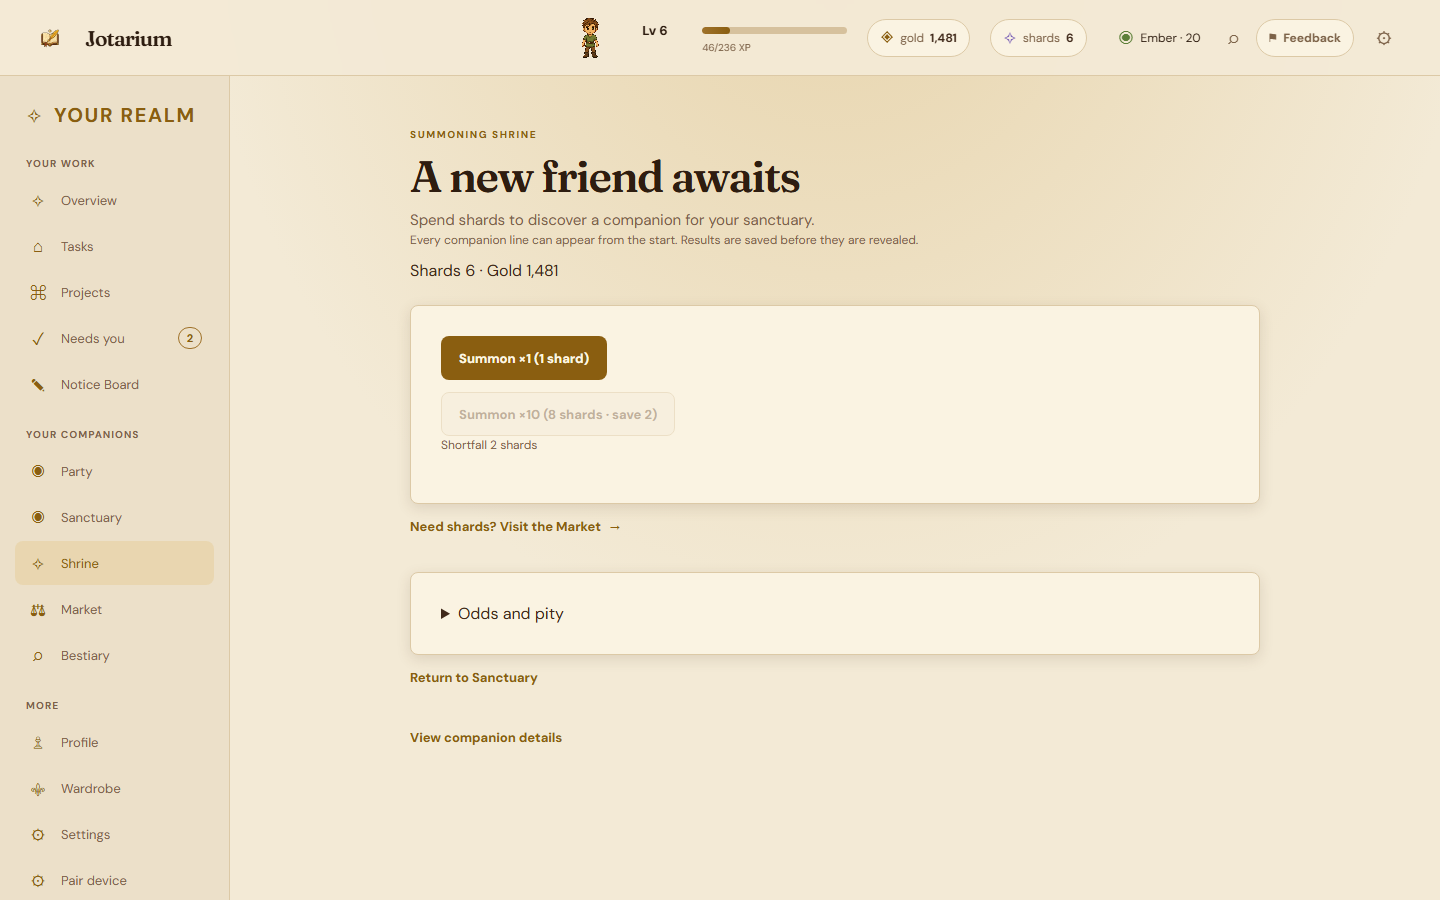 Jotarium
Lv 6
46/236 XP
gold 1,481
shards 6
Ember · 20
Feedback
YOUR REALM
YOUR WORK
Overview
Tasks
Projects
Needs you 2
Notice Board
YOUR COMPANIONS
Party
Sanctuary
Shrine
Market
Bestiary
MORE
Profile
Wardrobe
Settings
Pair device
SUMMONING SHRINE
A new friend awaits
Spend shards to discover a companion for your sanctuary.
Every companion line can appear from the start. Results are saved before they are revealed.
Shards 6 · Gold 1,481
Summon ×1 (1 shard)
Summon ×10 (8 shards · save 2)
Shortfall 2 shards
Need shards? Visit the Market →
Odds and pity
Return to Sanctuary
View companion details